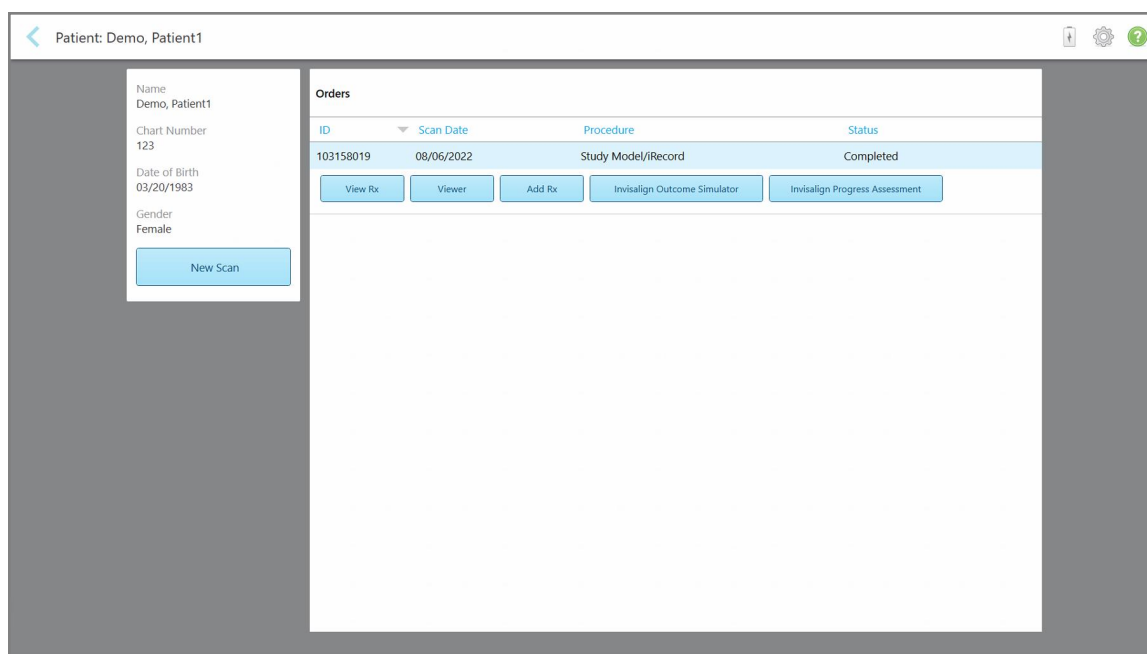 Patient: Demo, Patient1
Name
Demo, Patient1
Chart Number
123
Date of Birth
03/20/1983
Gender
Female
New Scan
Orders
ID Scan Date Procedure Status
103158019 08/06/2022 Study Model/iRecord Completed
View Rx Viewer Add Rx Invisalign Outcome Simulator Invisalign Progress Assessment
?